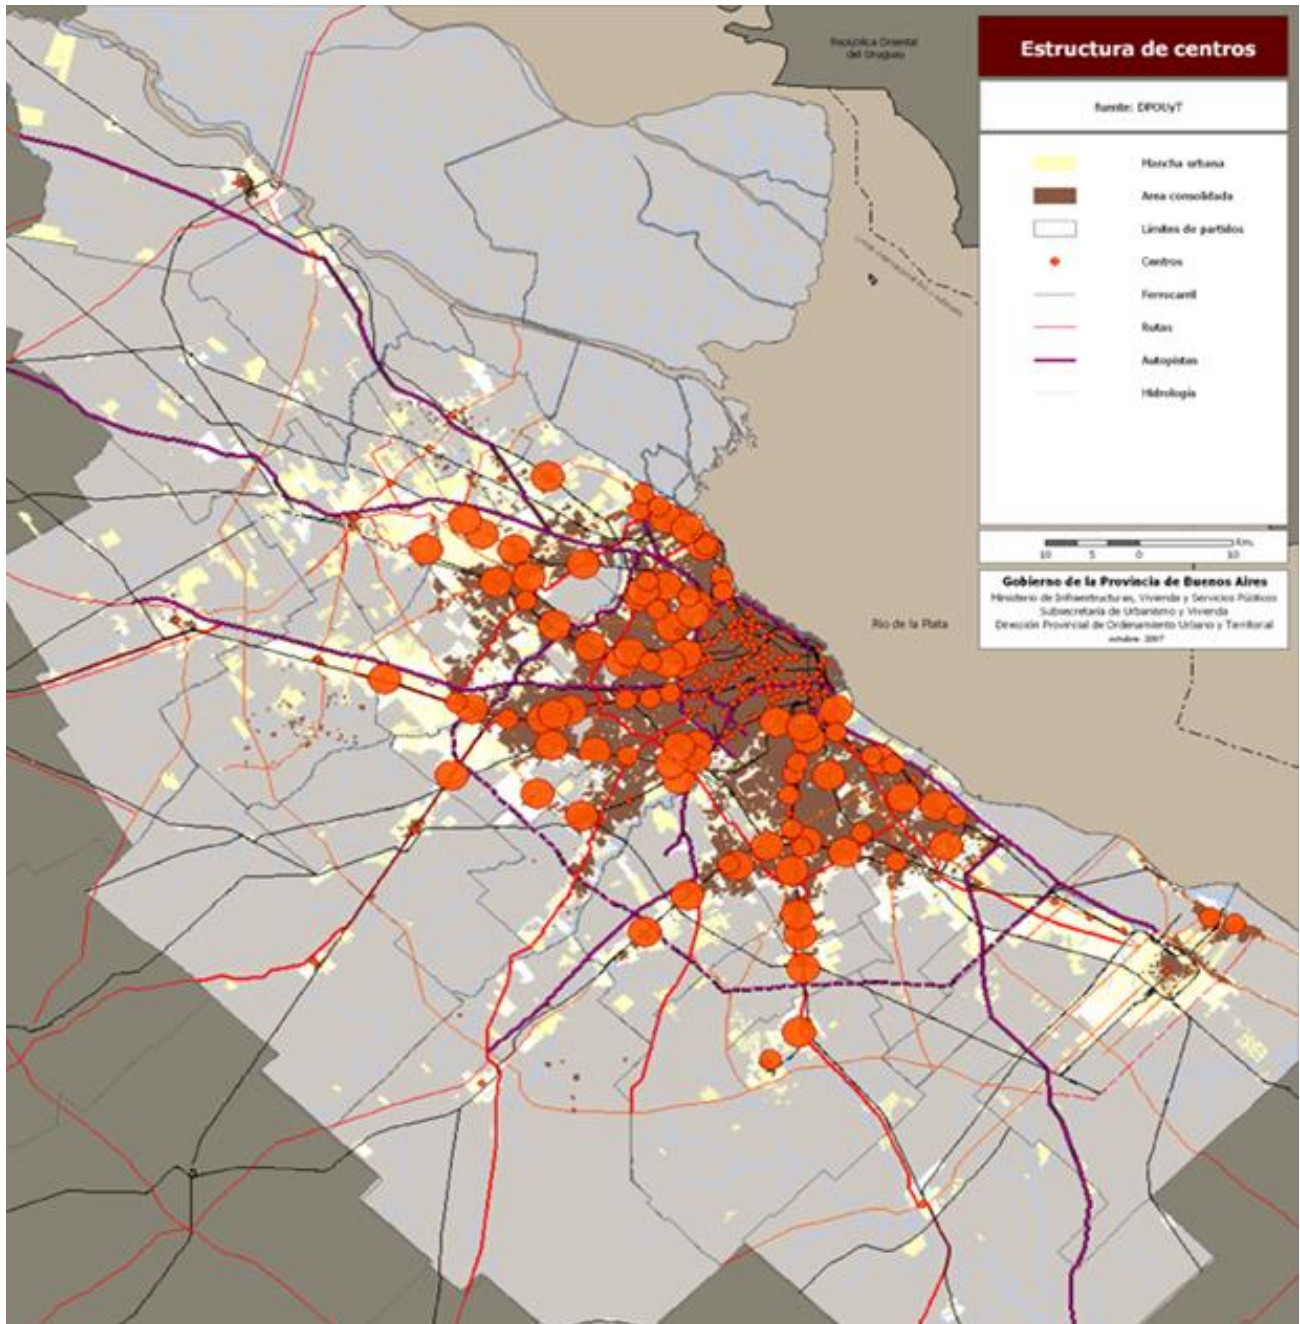 República Oriental
del Uruguay
Estructura de centros
fuente: DPOUyT
Mancha urbana
Area consolidada
Límites de partidos
Centros
Ferrocarril
Rutas
Autopistas
Hidrología
10 5 0 10
Km.
Gobierno de la Provincia de Buenos Aires
Ministerio de Infraestructuras, Vivienda y Servicios Públicos
Subsecretaría de Urbanismo y Vivienda
Dirección Provincial de Ordenamiento Urbano y Territorial
octubre 2007
Río de la Plata